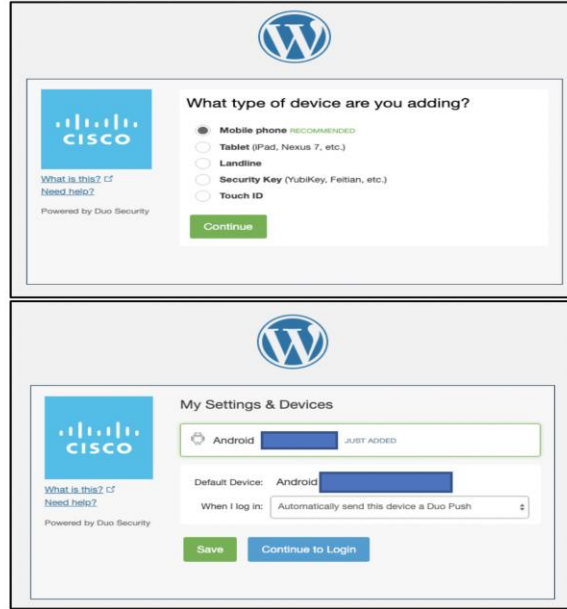 What type of device are you adding?
CISCO
Mobile phone RECOMMENDED
Tablet (iPad, Nexus 7, etc.)
Landline
Security Key (YubiKey, Feitian, etc.)
Touch ID
What is this?
Need help?
Powered by Duo Security
Continue
My Settings & Devices
CISCO
Android JUST ADDED
What is this?
Need help?
Powered by Duo Security
Default Device: Android
When I log in: Automatically send this device a Duo Push
Save Continue to Login